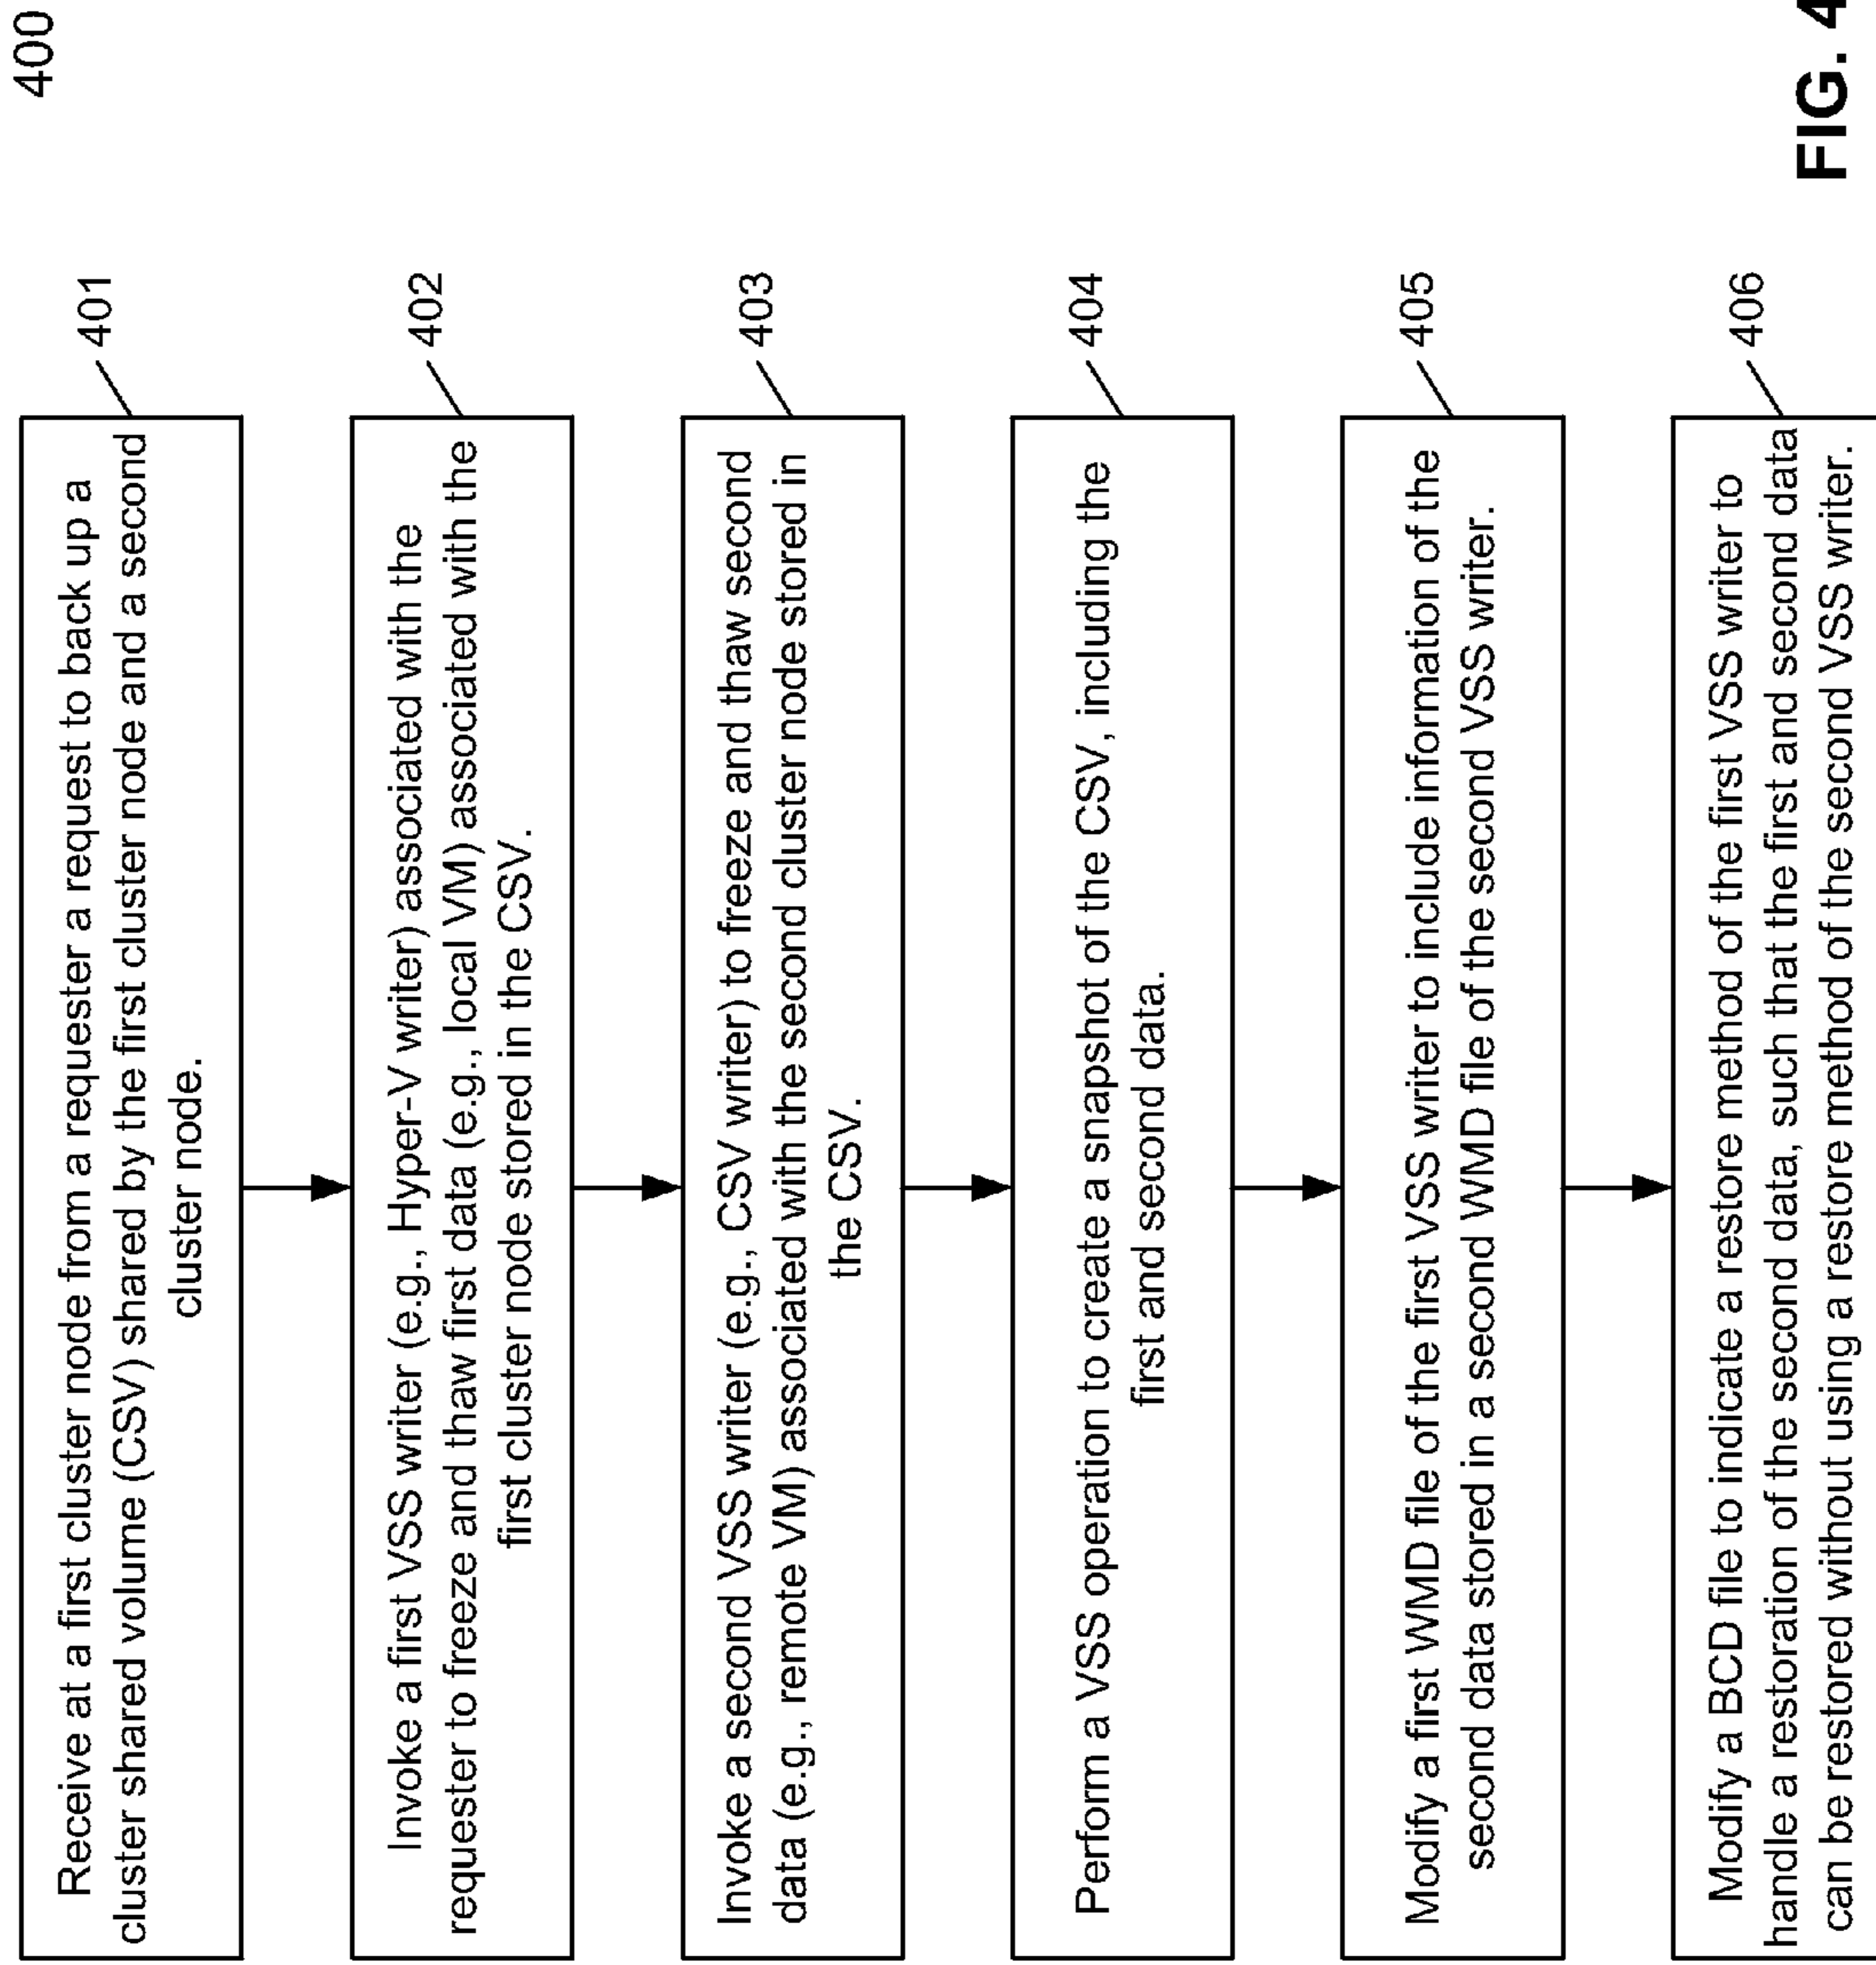 400
Receive at a first cluster node from a requester a request to back up a
cluster shared volume (CSV) shared by the first cluster node and a second
cluster node.
401
Invoke a first VSS writer (e.g., Hyper-V writer) associated with the
requester to freeze and thaw first data (e.g., local VM) associated with the
first cluster node stored in the CSV.
402
Invoke a second VSS writer (e.g., CSV writer) to freeze and thaw second
data (e.g., remote VM) associated with the second cluster node stored in
the CSV.
403
Perform a VSS operation to create a snapshot of the CSV, including the
first and second data.
404
Modify a first WMD file of the first VSS writer to include information of the
second data stored in a second WMD file of the second VSS writer.
405
Modify a BCD file to indicate a restore method of the first VSS writer to
handle a restoration of the second data, such that the first and second data
can be restored without using a restore method of the second VSS writer.
406
FIG. 4